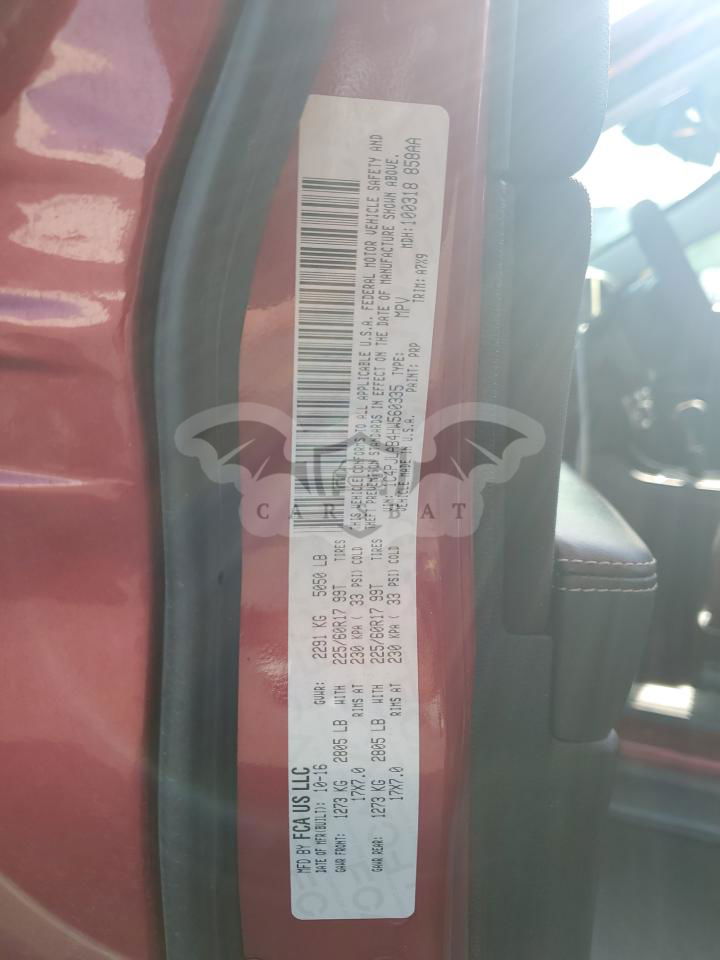 MFD BY FCA US LLC
DATE OF MFR(BUILT): 10-16 GVWR: 2291 KG 5050 LB
GAWR FRONT: 1273 KG 2805 LB WITH 225/60R17 99T TIRES
17X7.0 RIMS AT 230 KPA ( 33 PSI) COLD
GAWR REAR: 1273 KG 2805 LB WITH 225/60R17 99T TIRES
17X7.0 RIMS AT 230 KPA ( 33 PSI) COLD
THIS VEHICLE CONFORMS TO ALL APPLICABLE U.S.A. FEDERAL MOTOR VEHICLE SAFETY AND
THEFT PREVENTION STANDARDS IN EFFECT ON THE DATE OF MANUFACTURE SHOWN ABOVE.
VIN: 1C4PJLAB4HW560335 TYPE: MPV MDH: 100318 858AA
VEHICLE MADE IN U.S.A. PAINT: PRP TRIM: A7X9
CAR BAT